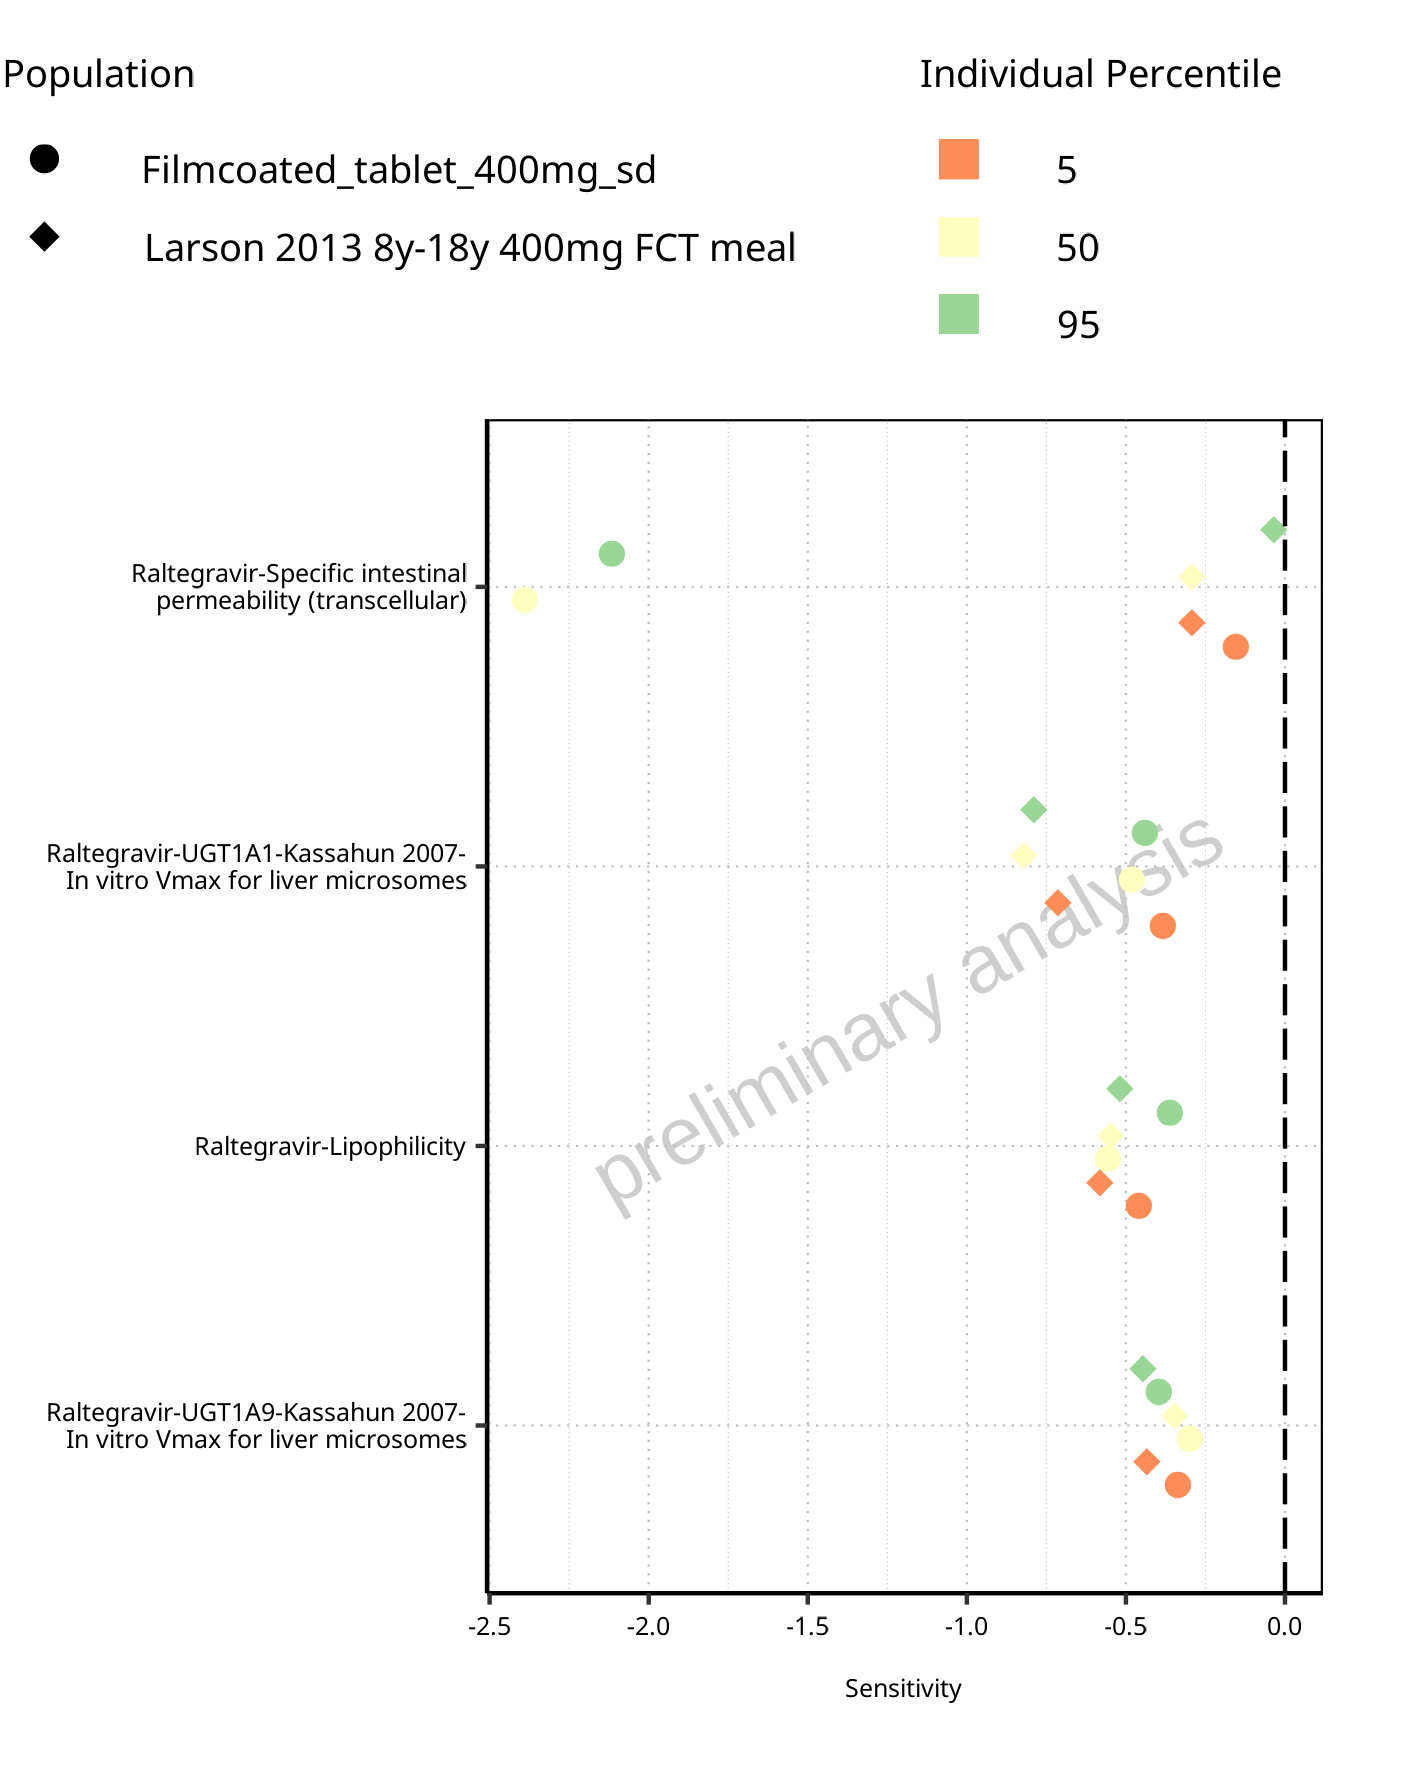 Population
Individual Percentile
Filmcoated_tablet_400mg_sd
5
Larson 2013 8y-18y 400mg FCT meal
50
95
Raltegravir-Specific intestinal
permeability (transcellular)
Raltegravir-UGT1A1-Kassahun 2007-
In vitro Vmax for liver microsomes
preliminary analysis
Raltegravir-Lipophilicity
Raltegravir-UGT1A9-Kassahun 2007-
In vitro Vmax for liver microsomes
-2.5 -2.0 -1.5 -1.0 -0.5 0.0
Sensitivity